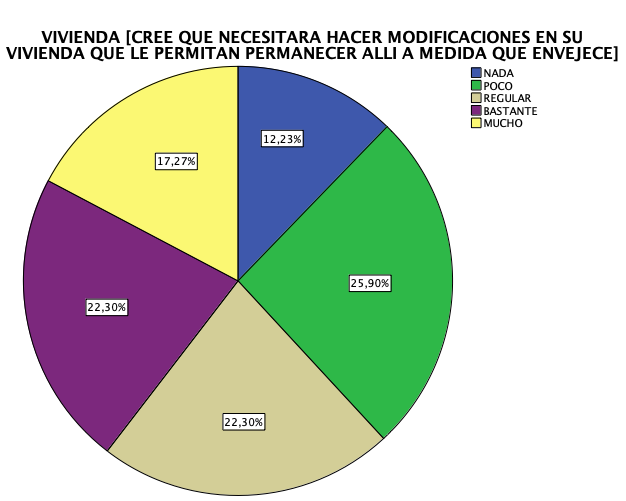 VIVIENDA [CREE QUE NECESITARA HACER MODIFICACIONES EN SU
VIVIENDA QUE LE PERMITAN PERMANECER ALLI A MEDIDA QUE ENVEJECE]
NADA
POCO
REGULAR
BASTANTE
MUCHO
12,23%
17,27%
25,90%
22,30%
22,30%